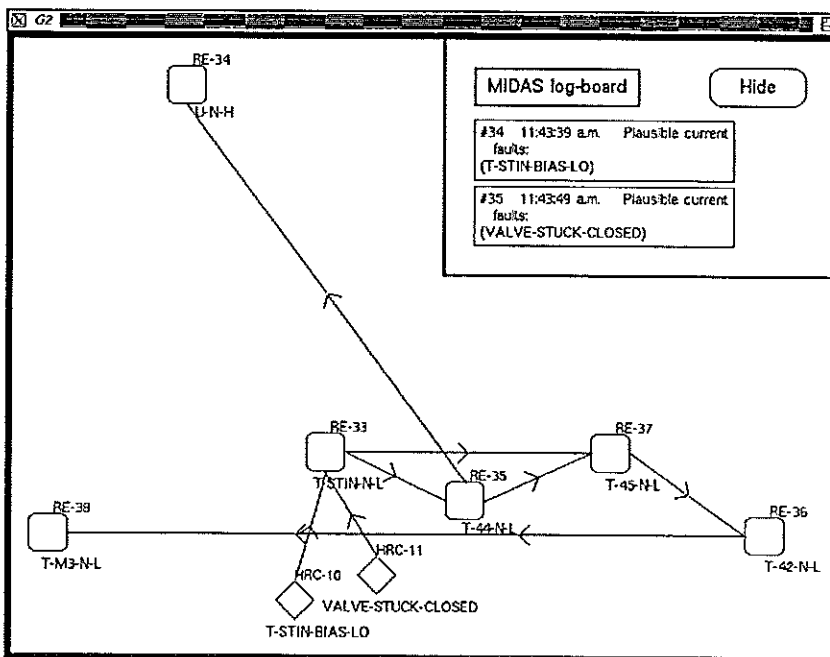 G2
RE-34
U-N-H
MIDAS log-board
Hide
#34 11:43:39 a.m. Plausible current
faults:
(T-STIN-BIAS-LO)
#35 11:43:49 a.m. Plausible current
faults:
(VALVE-STUCK-CLOSED)
RE-33
T-STIN-N-L
RE-37
T-45-N-L
RE-35
T-44-N-L
RE-38
T-M3-N-L
RE-36
T-42-N-L
HRC-11
VALVE-STUCK-CLOSED
HRC-10
T-STIN-BIAS-LO